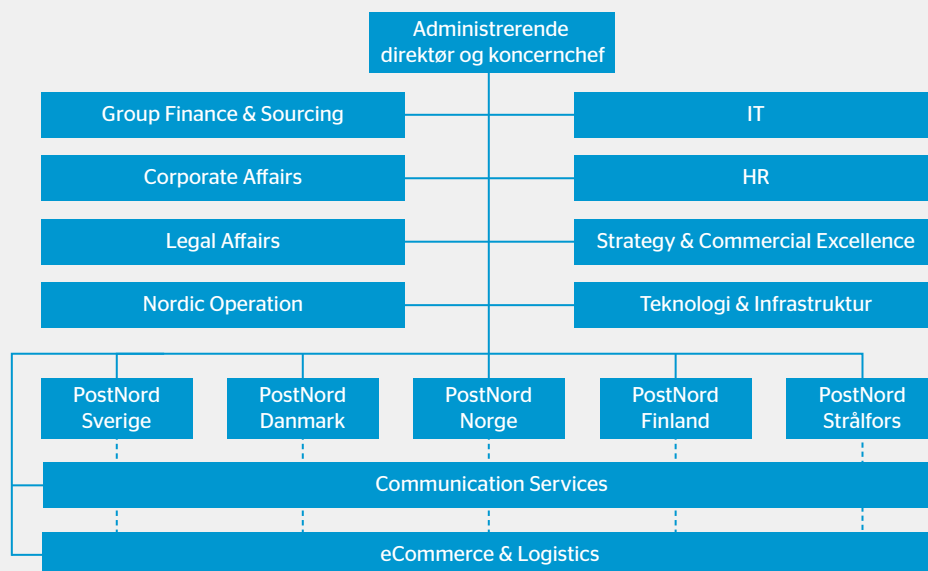 Administrerende
direktør og koncernchef
Group Finance & Sourcing
IT
Corporate Affairs
HR
Legal Affairs
Strategy & Commercial Excellence
Nordic Operation
Teknologi & Infrastruktur
PostNord
Sverige
PostNord
Danmark
PostNord
Norge
PostNord
Finland
PostNord
Strålfors
Communication Services
eCommerce & Logistics